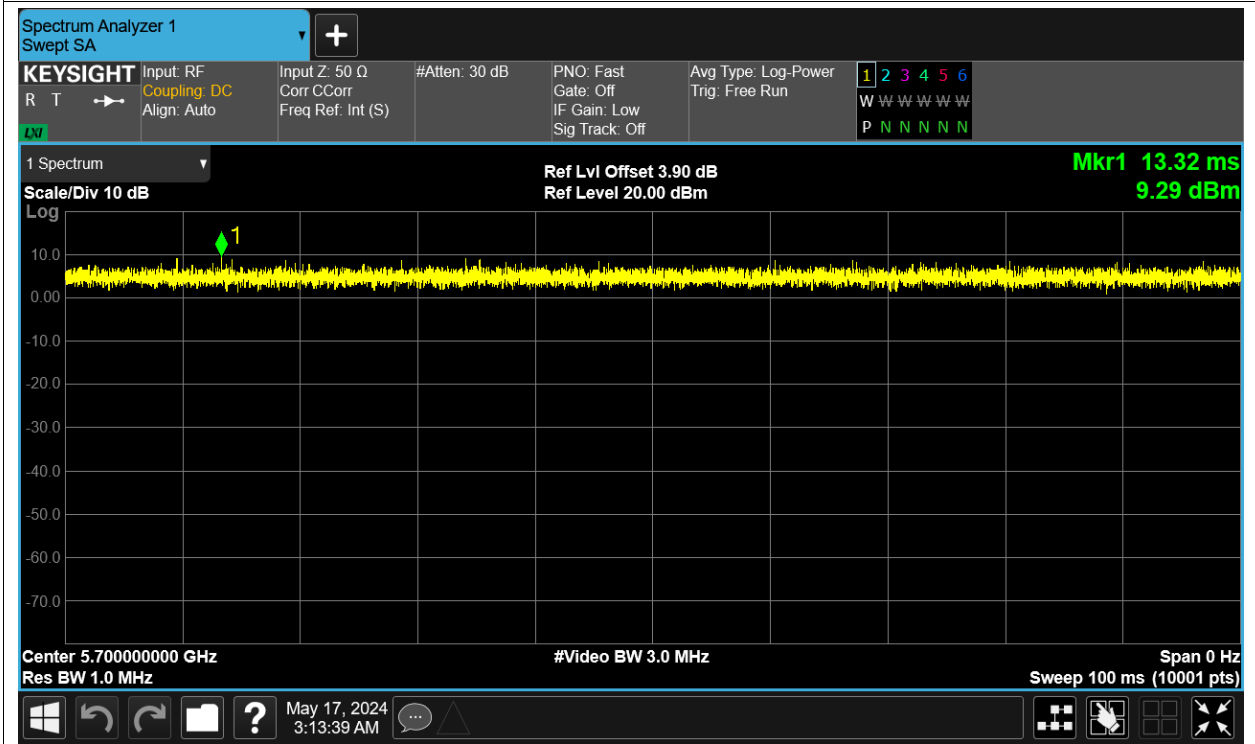 Spectrum Analyzer 1
Swept SA
KEYSIGHT
R T
LXI
Input: RF
Coupling: DC
Align: Auto
Input Z: 50 Ω
Corr CCorr
Freq Ref: Int (S)
#Atten: 30 dB
PNO: Fast
Gate: Off
IF Gain: Low
Sig Track: Off
Avg Type: Log-Power
Trig: Free Run
1 2 3 4 5 6
W W W W W W
P N N N N N
1 Spectrum
Scale/Div 10 dB
Ref Lvl Offset 3.90 dB
Ref Level 20.00 dBm
Mkr1 13.32 ms
9.29 dBm
Log
1
10.0
0.00
-10.0
-20.0
-30.0
-40.0
-50.0
-60.0
-70.0
Center 5.700000000 GHz
#Video BW 3.0 MHz
Span 0 Hz
Res BW 1.0 MHz
Sweep 100 ms (10001 pts)
?
May 17, 2024
3:13:39 AM